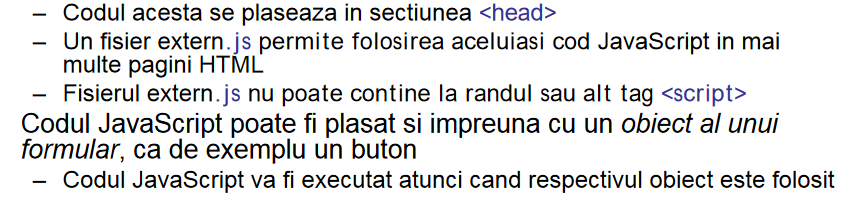 – Codul acesta se plaseaza in sectiunea <head>
– Un fisier extern.js permite folosirea aceluiasi cod JavaScript in mai
multe pagini HTML
– Fisierul extern.js nu poate contine la randul sau alt tag <script>
Codul JavaScript poate fi plasat si impreuna cu un obiect al unui
formular, ca de exemplu un buton
– Codul JavaScript va fi executat atunci cand respectivul obiect este folosit